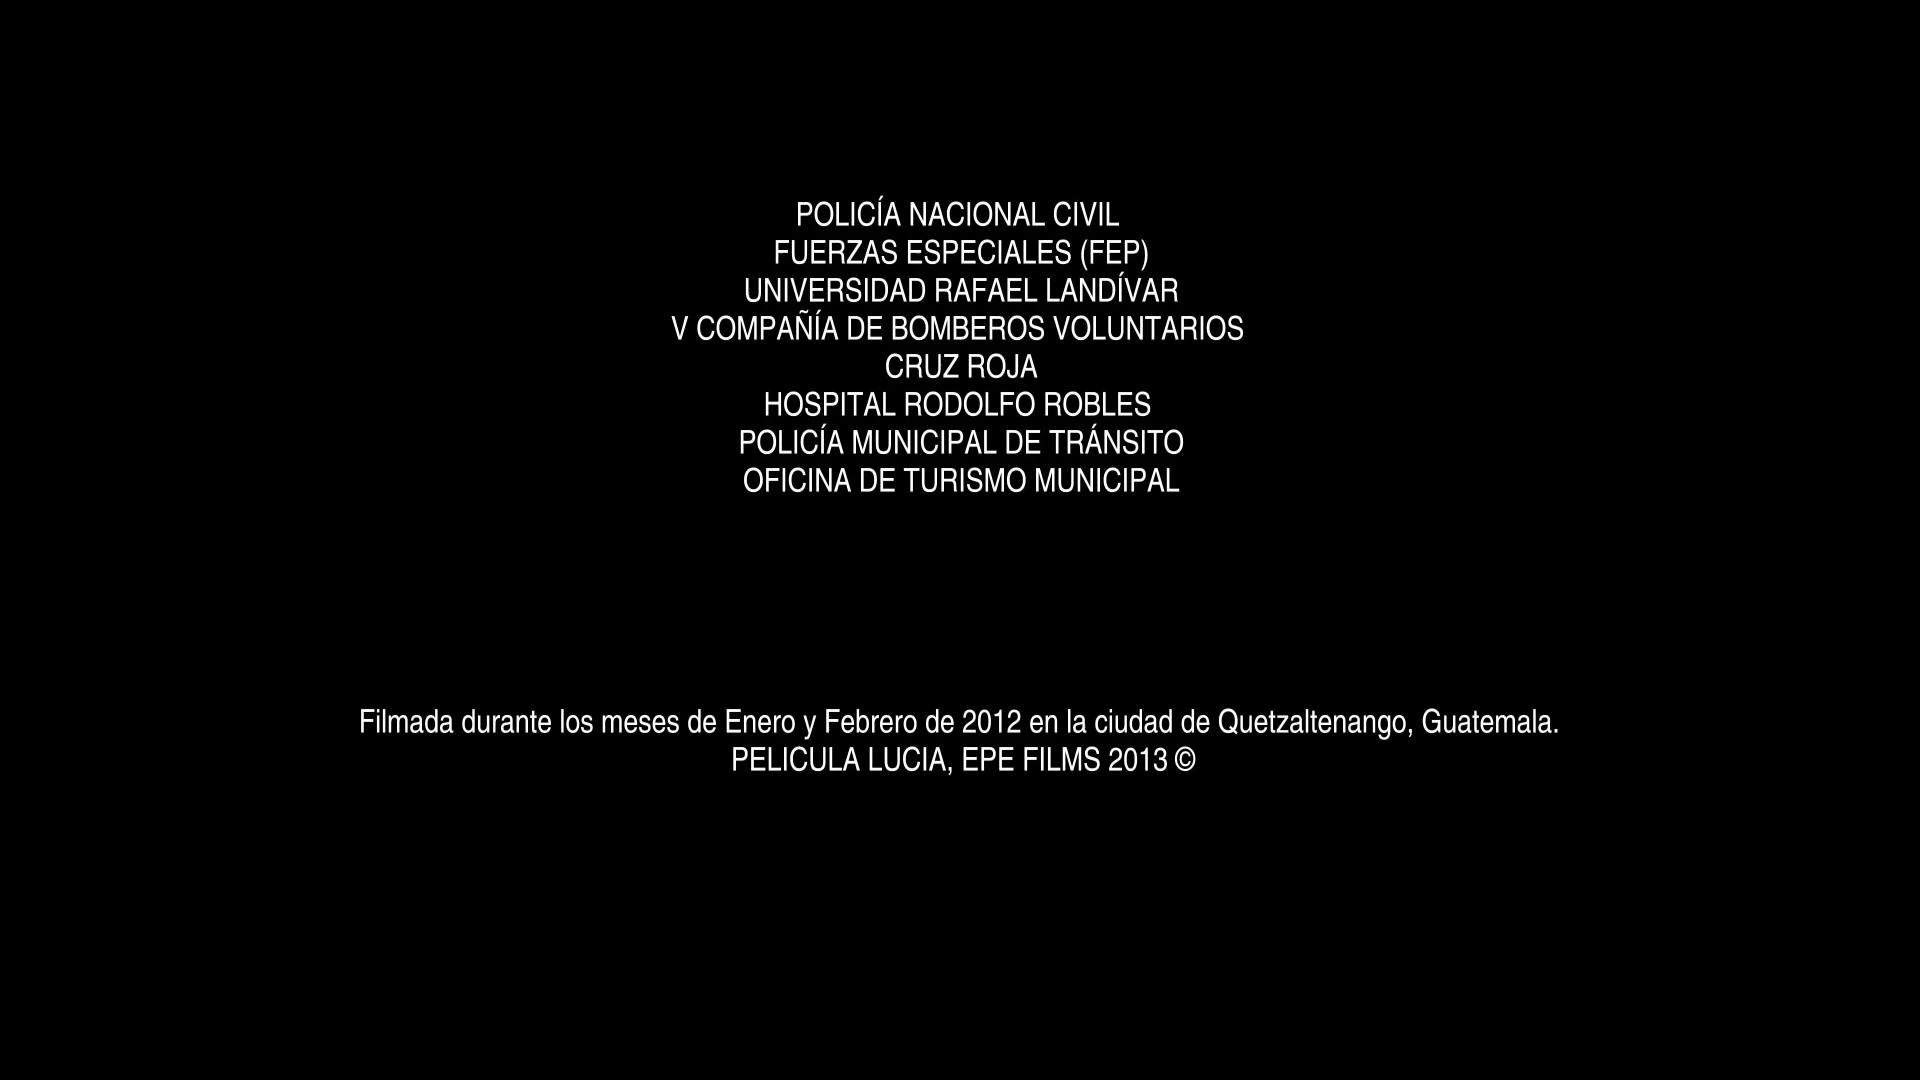 POLICÍA NACIONAL CIVIL
FUERZAS ESPECIALES (FEP)
UNIVERSIDAD RAFAEL LANDÍVAR
V COMPAÑÍA DE BOMBEROS VOLUNTARIOS
CRUZ ROJA
HOSPITAL RODOLFO ROBLES
POLICÍA MUNICIPAL DE TRÁNSITO
OFICINA DE TURISMO MUNICIPAL
Filmada durante los meses de Enero y Febrero de 2012 en la ciudad de Quetzaltenango, Guatemala.
PELICULA LUCIA, EPE FILMS 2013 ©